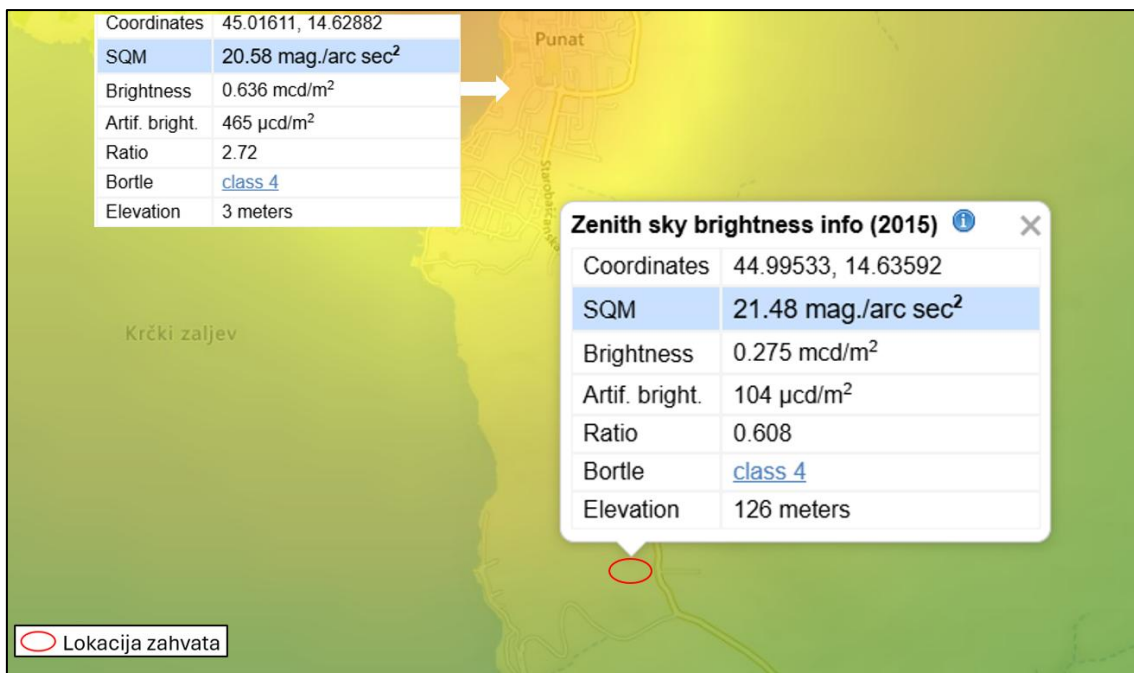 Coordinates 45.01611, 14.62882
SQM 20.58 mag./arc sec²
Brightness 0.636 mcd/m²
Artif. bright. 465 µcd/m²
Ratio 2.72
Bortle class 4
Elevation 3 meters
Punat
Starobašćanska
Krčki zaljev
Zenith sky brightness info (2015)
Coordinates 44.99533, 14.63592
SQM 21.48 mag./arc sec²
Brightness 0.275 mcd/m²
Artif. bright. 104 µcd/m²
Ratio 0.608
Bortle class 4
Elevation 126 meters
Lokacija zahvata